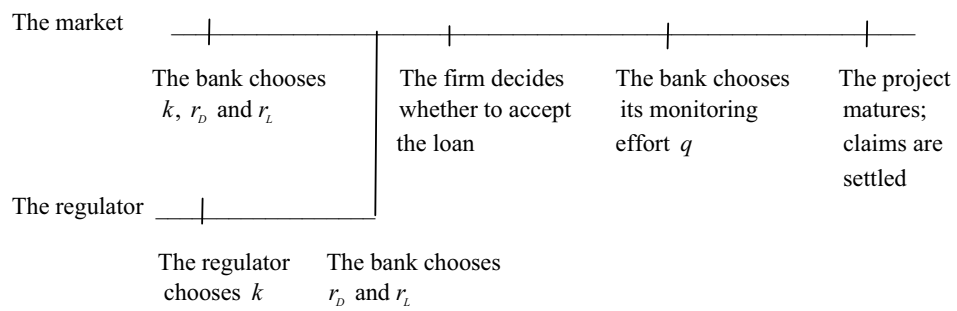 The market
The bank chooses
k, r_D and r_L
The firm decides
whether to accept
the loan
The bank chooses
its monitoring
effort q
The project
matures;
claims are
settled
The regulator
The regulator
chooses k
The bank chooses
r_D and r_L